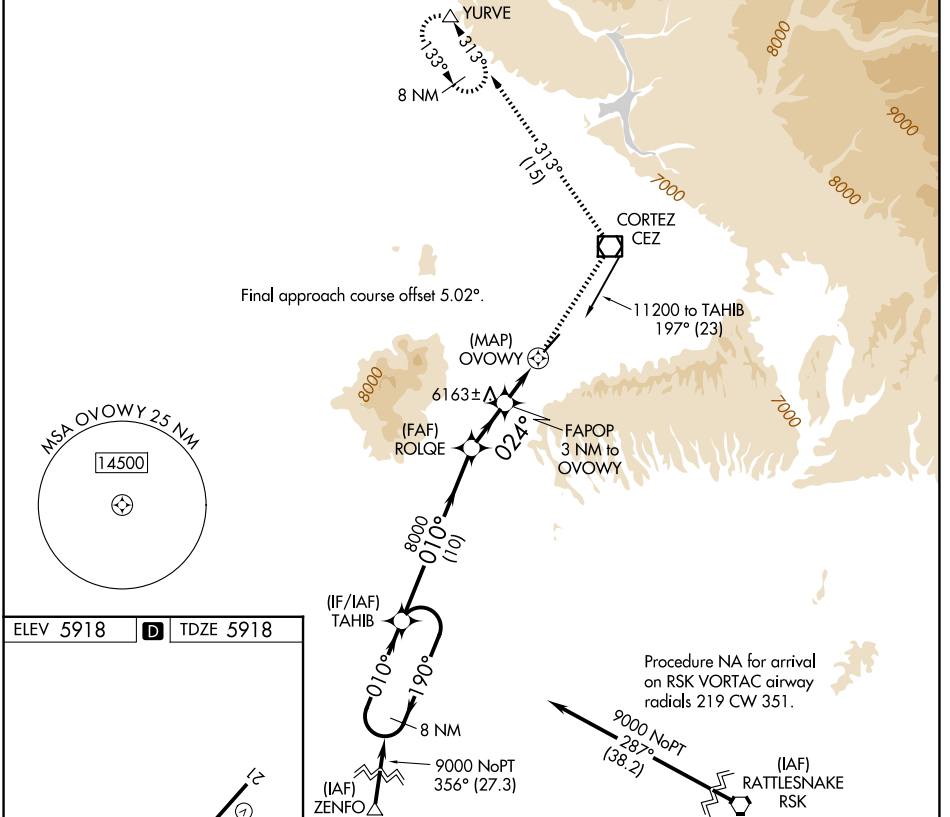 YURVE
313°
133°
8 NM
8000
9000
8000
7000
313°
(15)
CORTEZ
CEZ
Final approach course offset 5.02°.
11200 to TAHIB
197° (23)
(MAP)
OVOWY
8000
6163±
7000
(FAF)
ROLQE
024°
FAPOP
3 NM to
OVOWY
MSA OVOWY 25 NM
14500
8000
010°
(10)
(IF/IAF)
TAHIB
ELEV 5918 D TDZE 5918
010°
190°
8 NM
Procedure NA for arrival
on RSK VORTAC airway
radials 219 CW 351.
9000 NoPT
356° (27.3)
9000 NoPT
287°
(38.2)
(IAF)
ZENFO
(IAF)
RATTLESNAKE
RSK
21
V